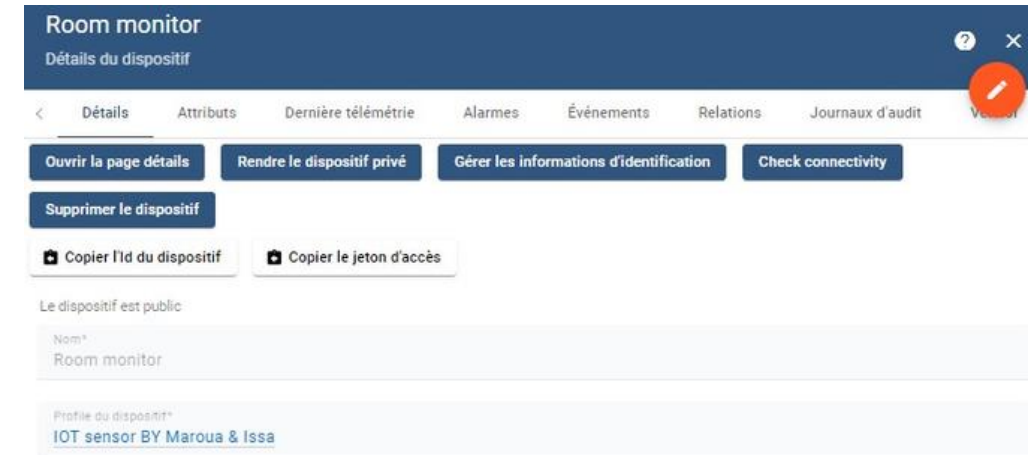 Room monitor
Détails du dispositif
Détails Attributs Dernière télémétrie Alarmes Événements Relations Journaux d'audit
Ouvrir la page détails Rendre le dispositif privé Gérer les informations d'identification Check connectivity
Supprimer le dispositif
Copier l'Id du dispositif Copier le jeton d'accès
Le dispositif est public
Nom*
Room monitor
Profile du dispositif*
IOT sensor BY Maroua & Issa